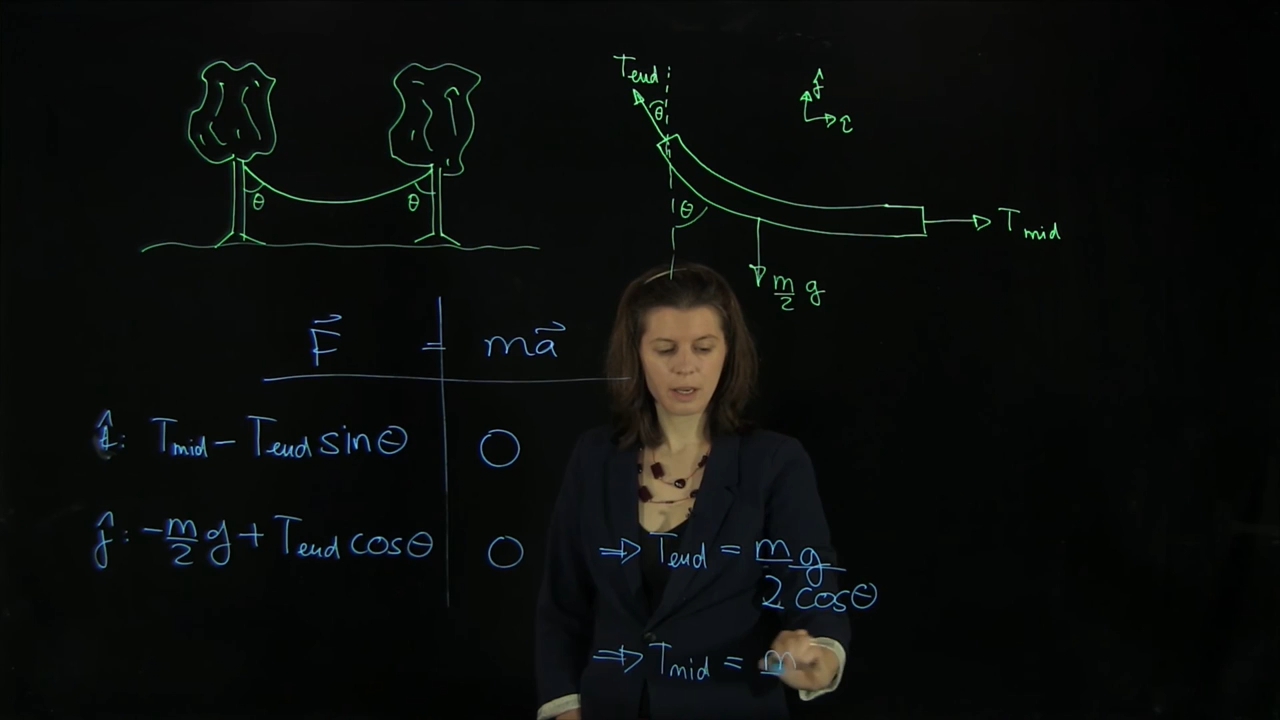 θ θ
T_end
θ
ĵ
î
θ
T_mid
m/2 g
F⃗ = ma⃗
î: T_mid - T_end sinθ | 0
ĵ: -m/2 g + T_end cosθ | 0
⇒ T_end = mg/2cosθ
⇒ T_mid = m